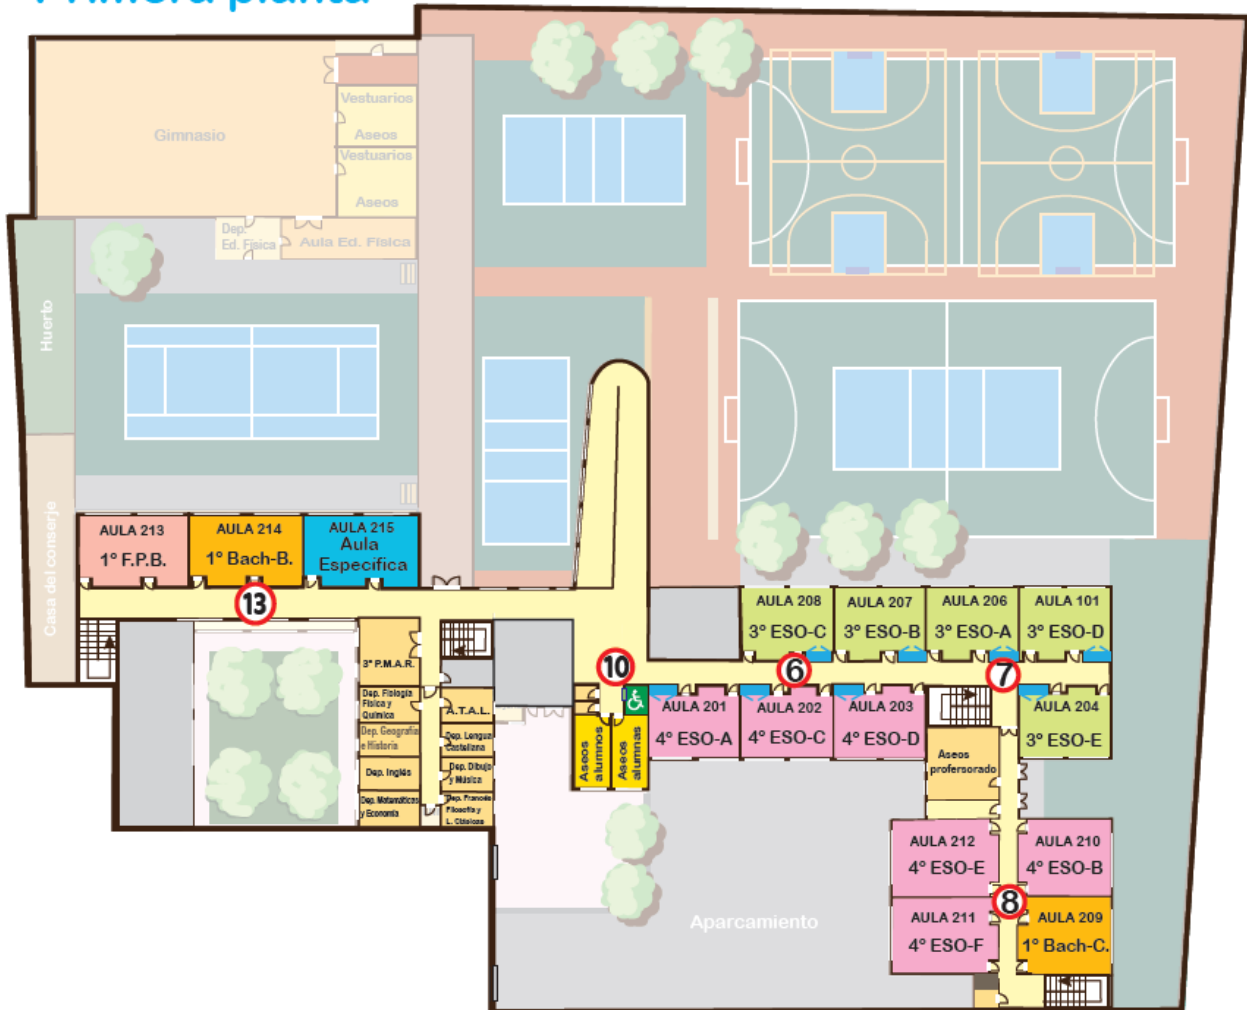 Primera planta
Gimnasio
Vestuarios
Aseos
Vestuarios
Aseos
Dep.
Ed. Física
Aula Ed. Física
Huerto
Casa del conserje
AULA 213
1º F.P.B.
AULA 214
1º Bach-B.
AULA 215
Aula
Específica
13
3º P.M.A.R.
Dep. Fisiología
Física y
Química
Dep. Geografía
e Historia
Dep. Inglés
Dep. Matemáticas
y Economía
A.T.A.L.
Dep. Lengua
Castellana
Dep. Dibujo
y Música
Dep. Francés
Filosofía y
L. Clásicas
10
Aseos
alumnos
Aseos
alumnas
AULA 208
3º ESO-C
AULA 207
3º ESO-B
AULA 206
3º ESO-A
AULA 101
3º ESO-D
6
7
AULA 201
4º ESO-A
AULA 202
4º ESO-C
AULA 203
4º ESO-D
AULA 204
3º ESO-E
Aseos
profersorado
AULA 212
4º ESO-E
AULA 210
4º ESO-B
8
AULA 211
4º ESO-F
AULA 209
1º Bach-C.
Aparcamiento